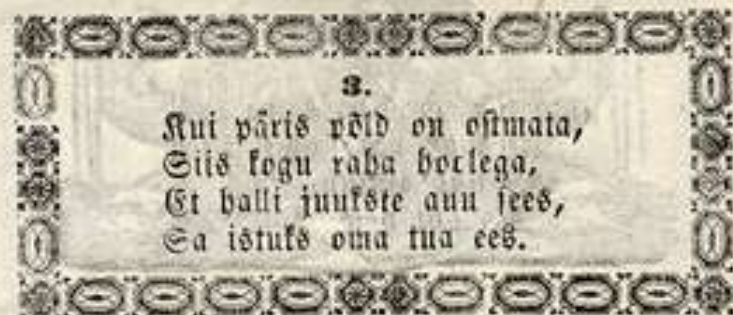 3.
Kui päris põld on ostmata,
Siis kogu raha hoolega,
Et halli juukste auu sees,
Sa istuks oma tua ees.